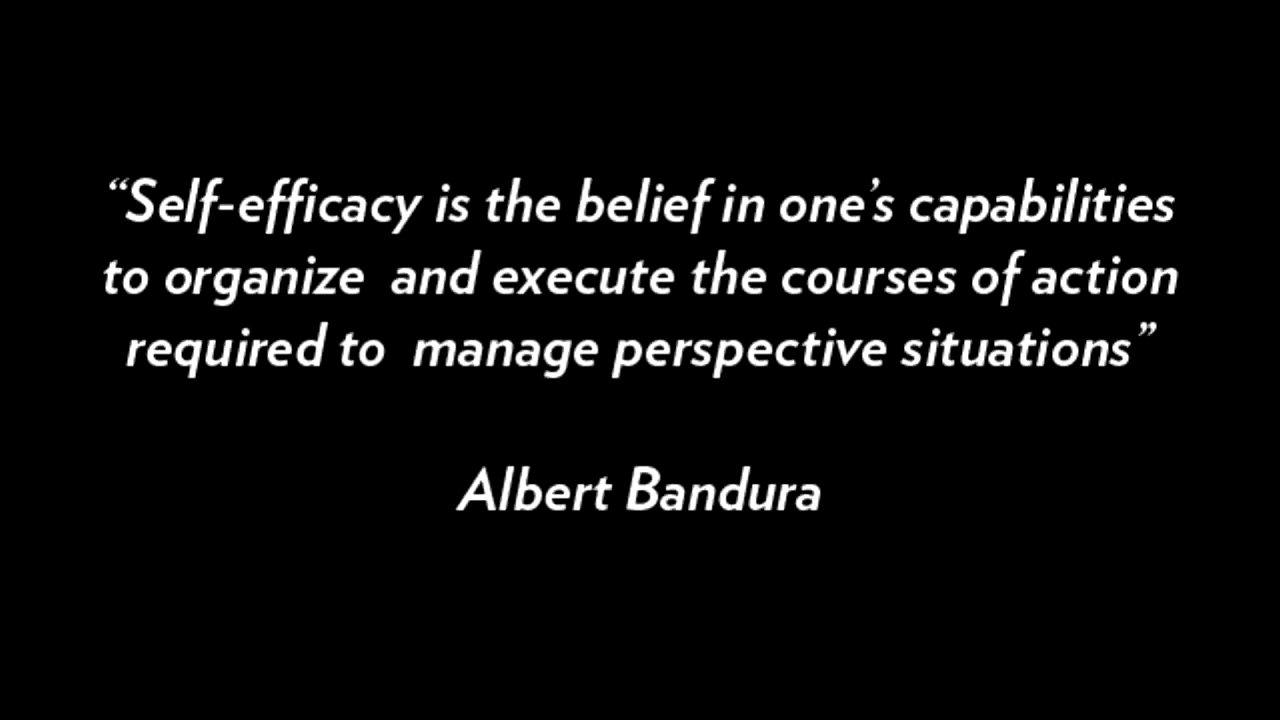 “Self-efficacy is the belief in one’s capabilities
to organize  and execute the courses of action
required to  manage perspective situations”
Albert Bandura